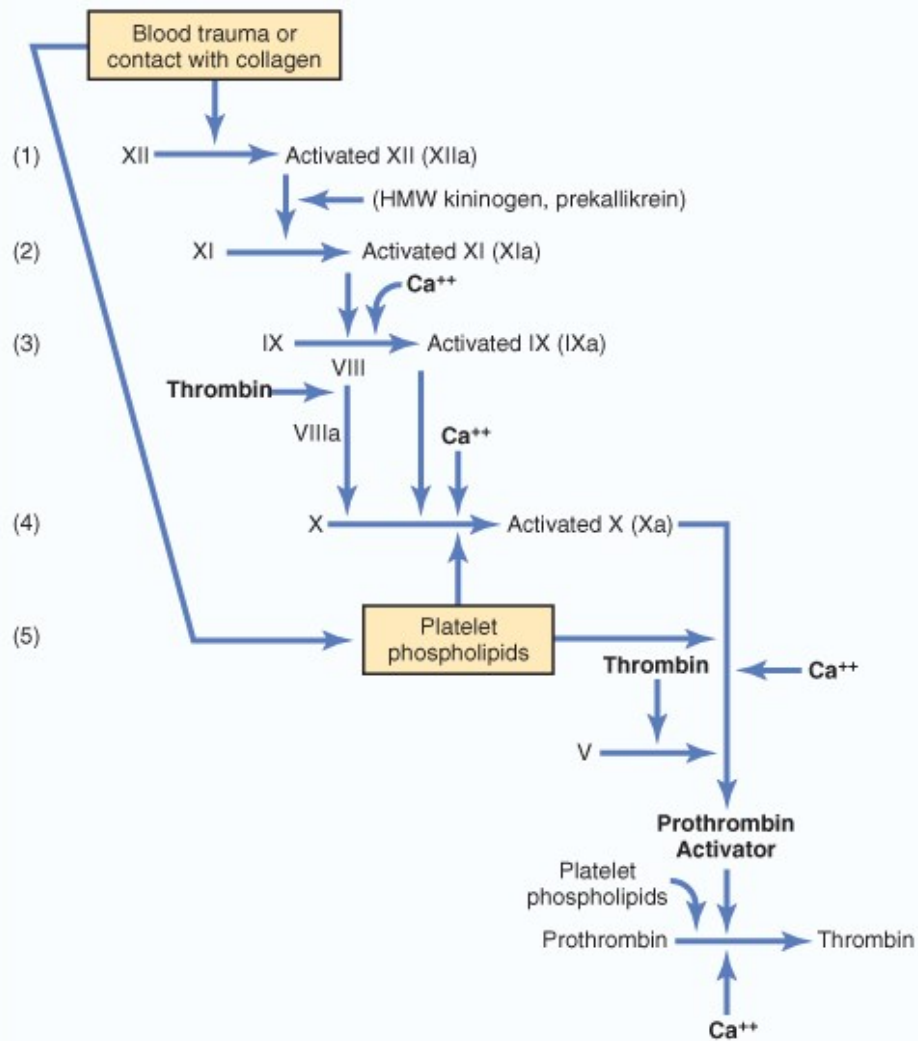 Blood trauma or
contact with collagen
(1) XII Activated XII (XIIa)
(HMW kininogen, prekallikrein)
(2) XI Activated XI (XIa)
Ca++
(3) IX Activated IX (IXa)
VIII
Thrombin
VIIIa Ca++
(4) X Activated X (Xa)
(5) Platelet
phospholipids
Thrombin Ca++
V
Prothrombin
Activator
Platelet
phospholipids
Prothrombin Thrombin
Ca++